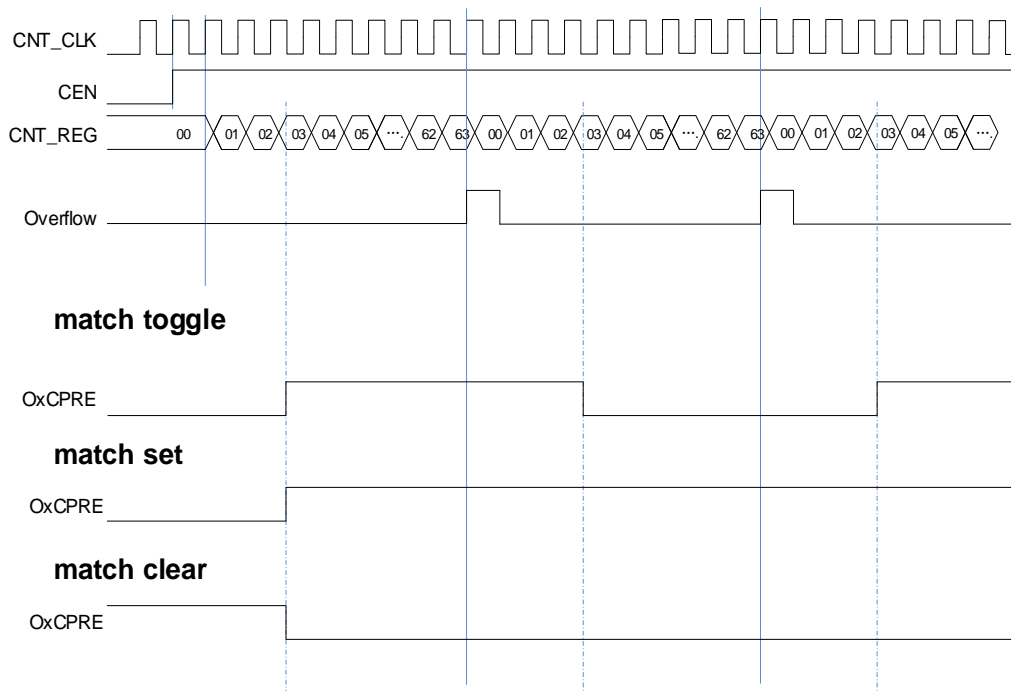 CNT_CLK
CEN
CNT_REG 00 01 02 03 04 05 ···. 62 63 00 01 02 03 04 05 ···. 62 63 00 01 02 03 04 05 ···.
Overflow
match toggle
OxCPRE
match set
OxCPRE
match clear
OxCPRE